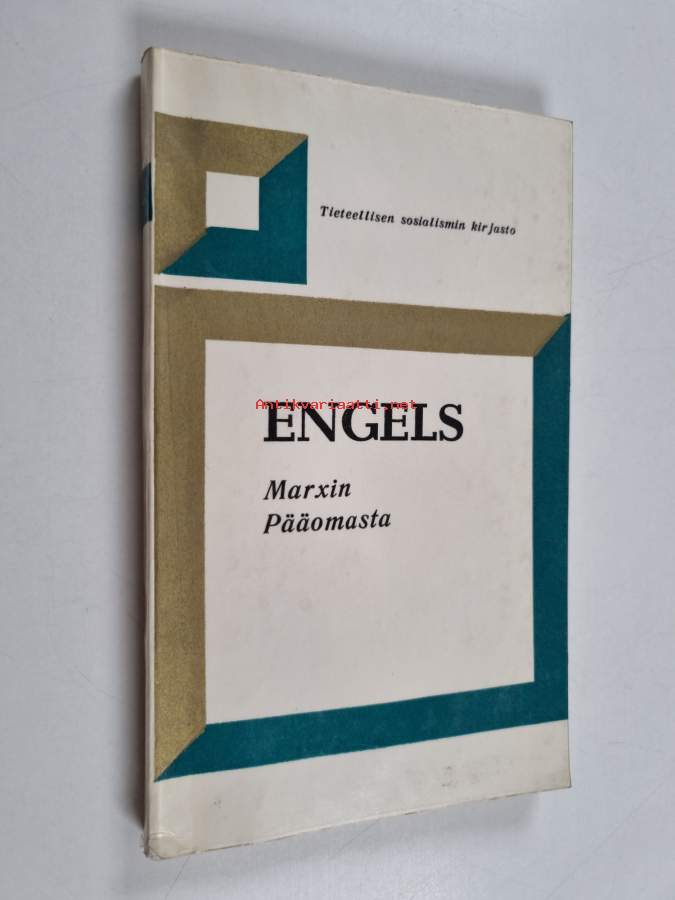 Tieteellisen sosialismin kirjasto
Antikvariaatti.net
ENGELS
Marxin
Pääomasta